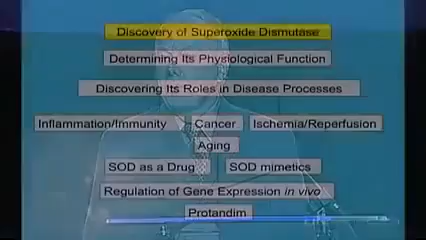 Discovery of Superoxide Dismutase
Determining Its Physiological Function
Discovering Its Roles in Disease Processes
Inflammation/Immunity Cancer Ischemia/Reperfusion
Aging
SOD as a Drug SOD mimetics
Regulation of Gene Expression in vivo
Protandim